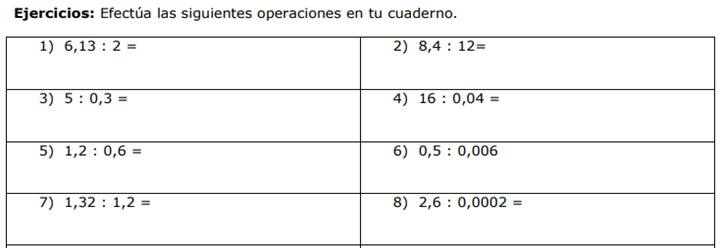 Ejercicios: Efectúa las siguientes operaciones en tu cuaderno.
1) 6,13 : 2 =
2) 8,4 : 12=
3) 5 : 0,3 =
4) 16 : 0,04 =
5) 1,2 : 0,6 =
6) 0,5 : 0,006
7) 1,32 : 1,2 =
8) 2,6 : 0,0002 =